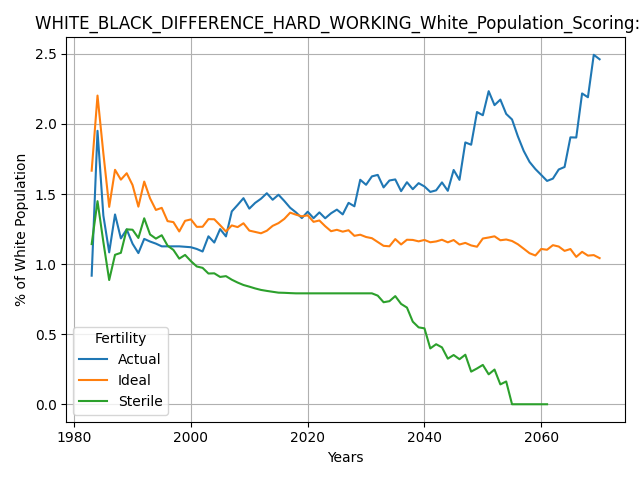 WHITE_BLACK_DIFFERENCE_HARD_WORKING_White_Population_Scoring:
2.5
2.0
1.5
1.0
0.5
0.0
% of White Population
Fertility
Actual
Ideal
Sterile
1980
2000
2020
2040
2060
Years